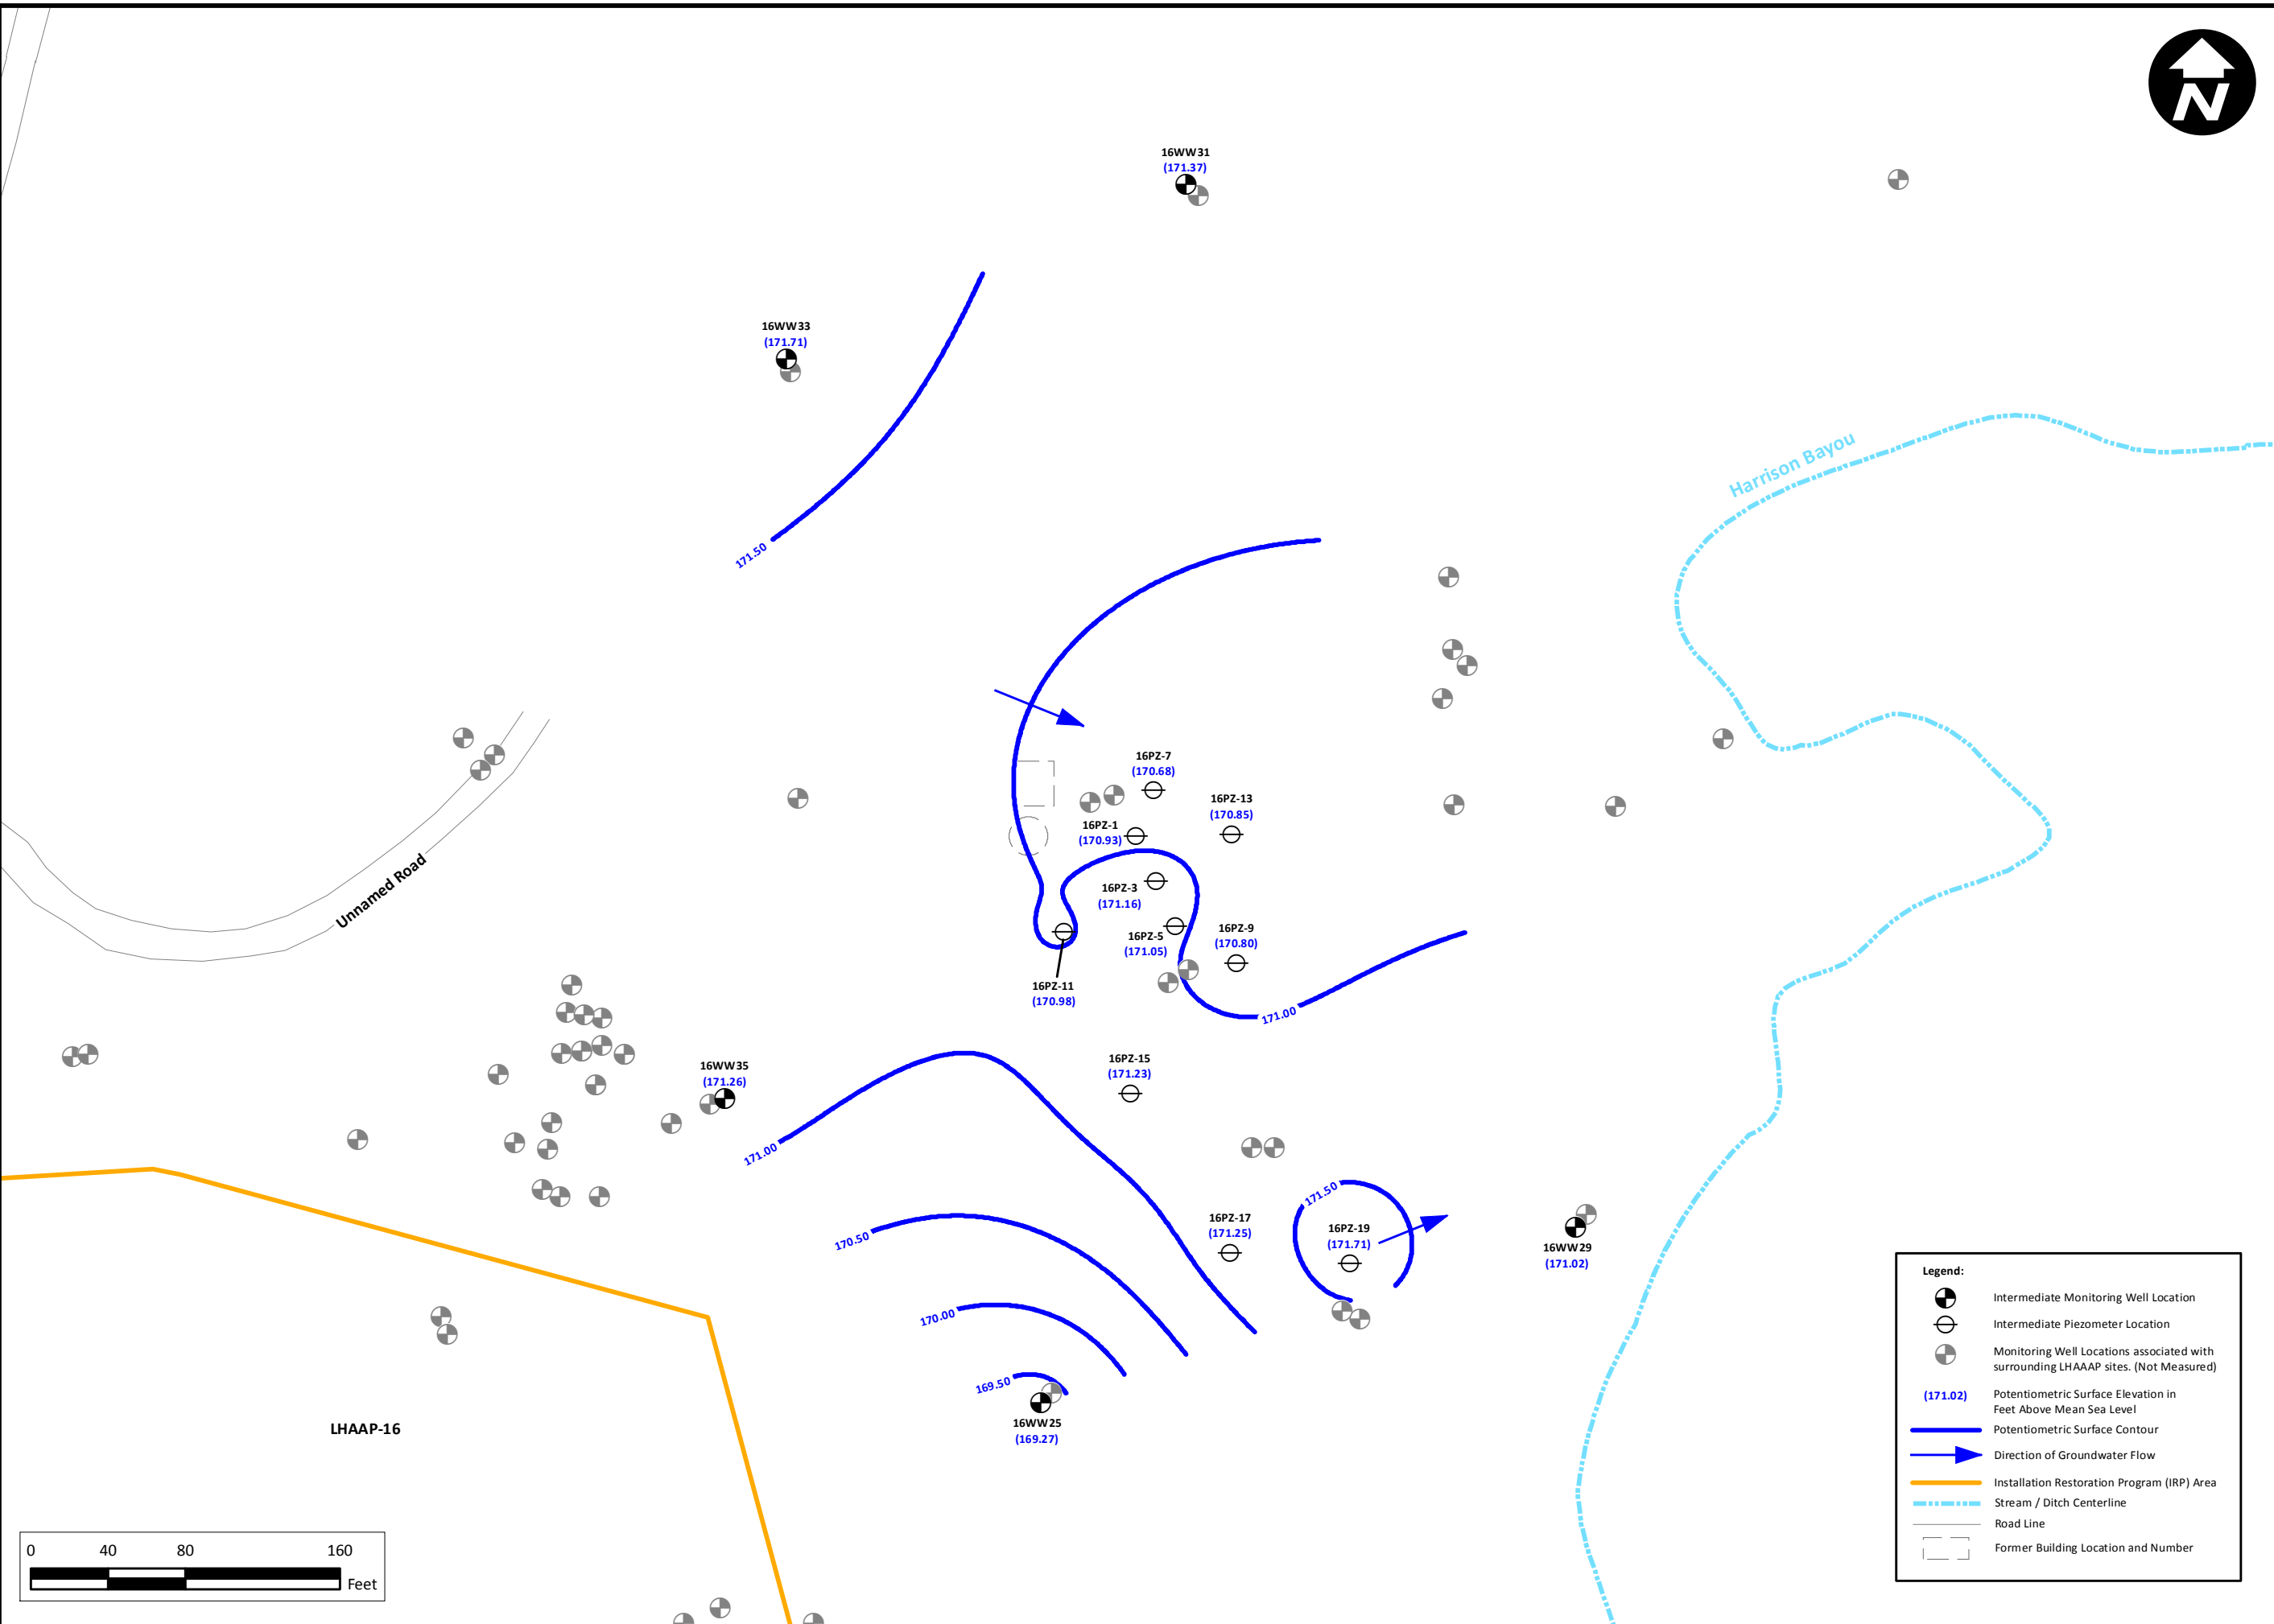 N
16WW31
(171.37)
16WW33
(171.71)
171.50
Harrison Bayou
16PZ-7
(170.68)
16PZ-13
(170.85)
16PZ-1
(170.93)
16PZ-3
(171.16)
16PZ-5
(171.05)
16PZ-9
(170.80)
16PZ-11
(170.98)
171.00
Unnamed Road
16WW35
(171.26)
16PZ-15
(171.23)
171.00
171.50
16PZ-17
(171.25)
16PZ-19
(171.71)
170.50
16WW29
(171.02)
170.00
169.50
16WW25
(169.27)
LHAAP-16
Legend:
Intermediate Monitoring Well Location
Intermediate Piezometer Location
Monitoring Well Locations associated with
surrounding LHAAAP sites. (Not Measured)
(171.02)
Potentiometric Surface Elevation in
Feet Above Mean Sea Level
Potentiometric Surface Contour
Direction of Groundwater Flow
Installation Restoration Program (IRP) Area
Stream / Ditch Centerline
Road Line
Former Building Location and Number
0 40 80 160
Feet